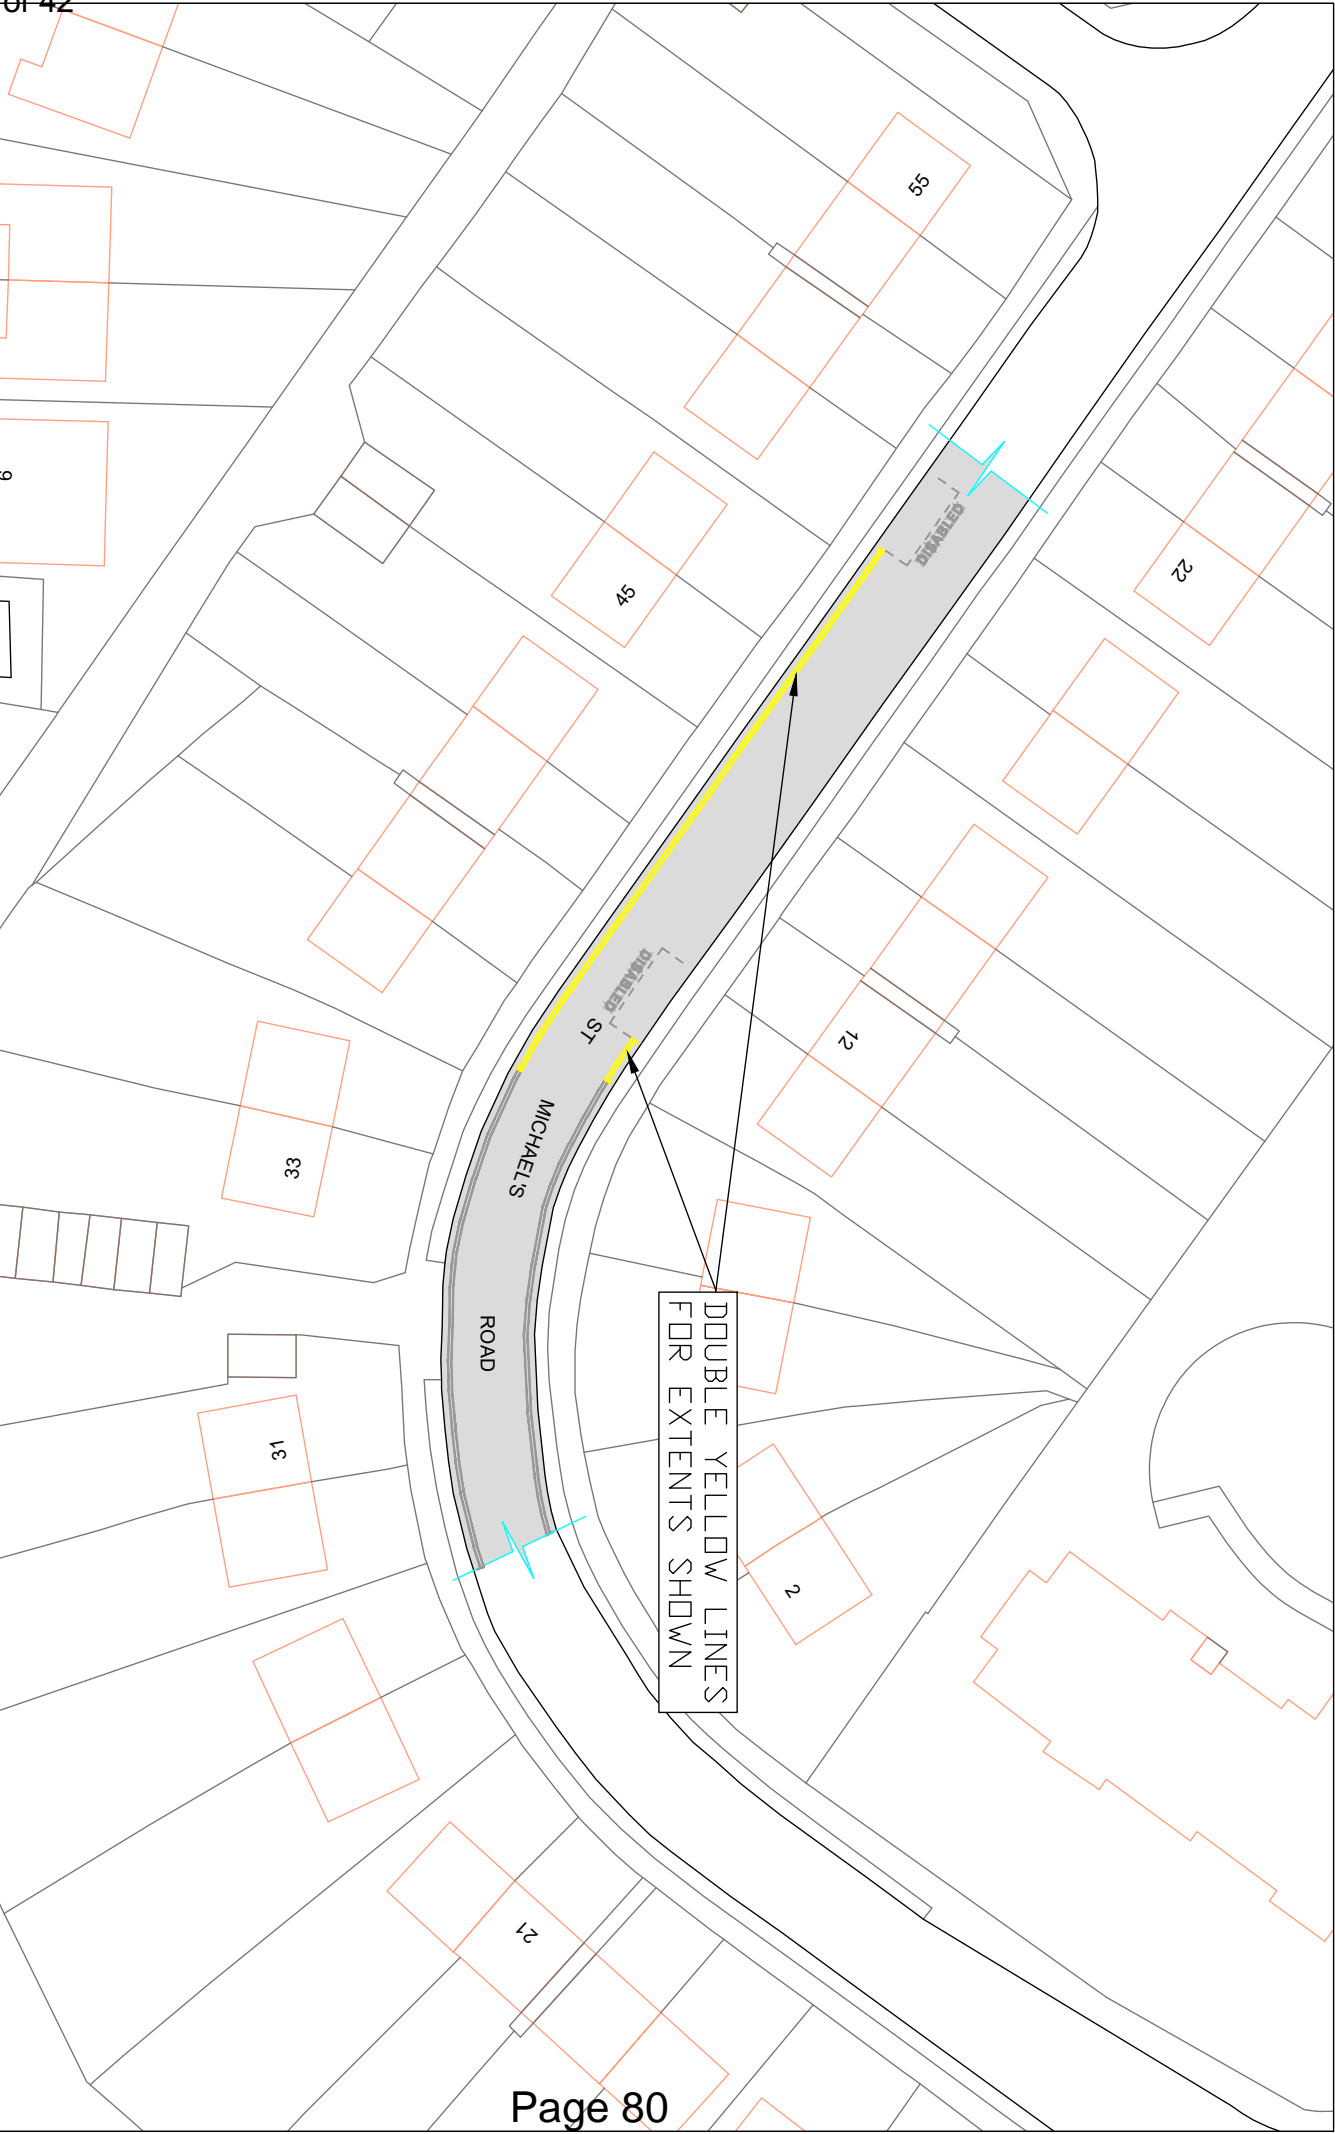 of 42
55
DISABLED
45
22
DISABLED
ST
MICHAEL'S
ROAD
12
33
31
DOUBLE YELLOW LINES
FOR EXTENTS SHOWN
2
21
Page 80